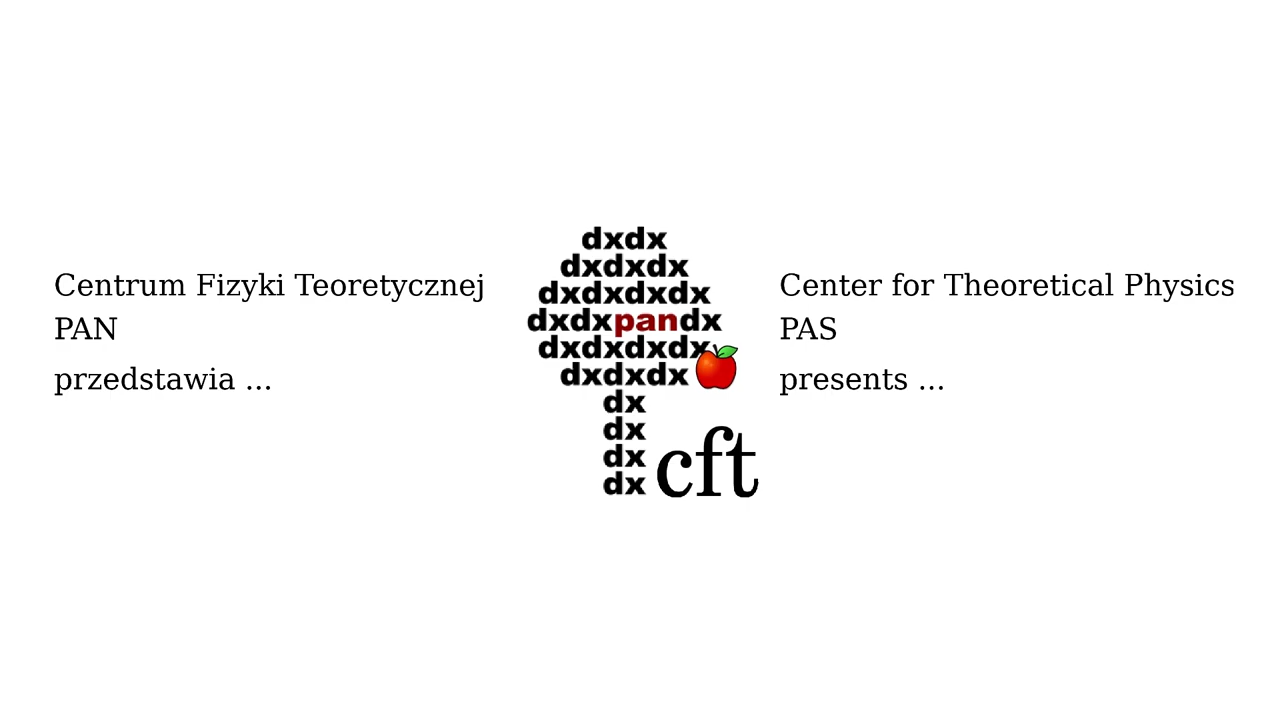 Centrum Fizyki Teoretycznej
PAN
przedstawia ...
dxdx
dxdxdx
dxdxdxdx
dxdxpandx
dxdxdxdx
dxdxdx
dx
dx
dx
dx
cft
Center for Theoretical Physics
PAS
presents ...